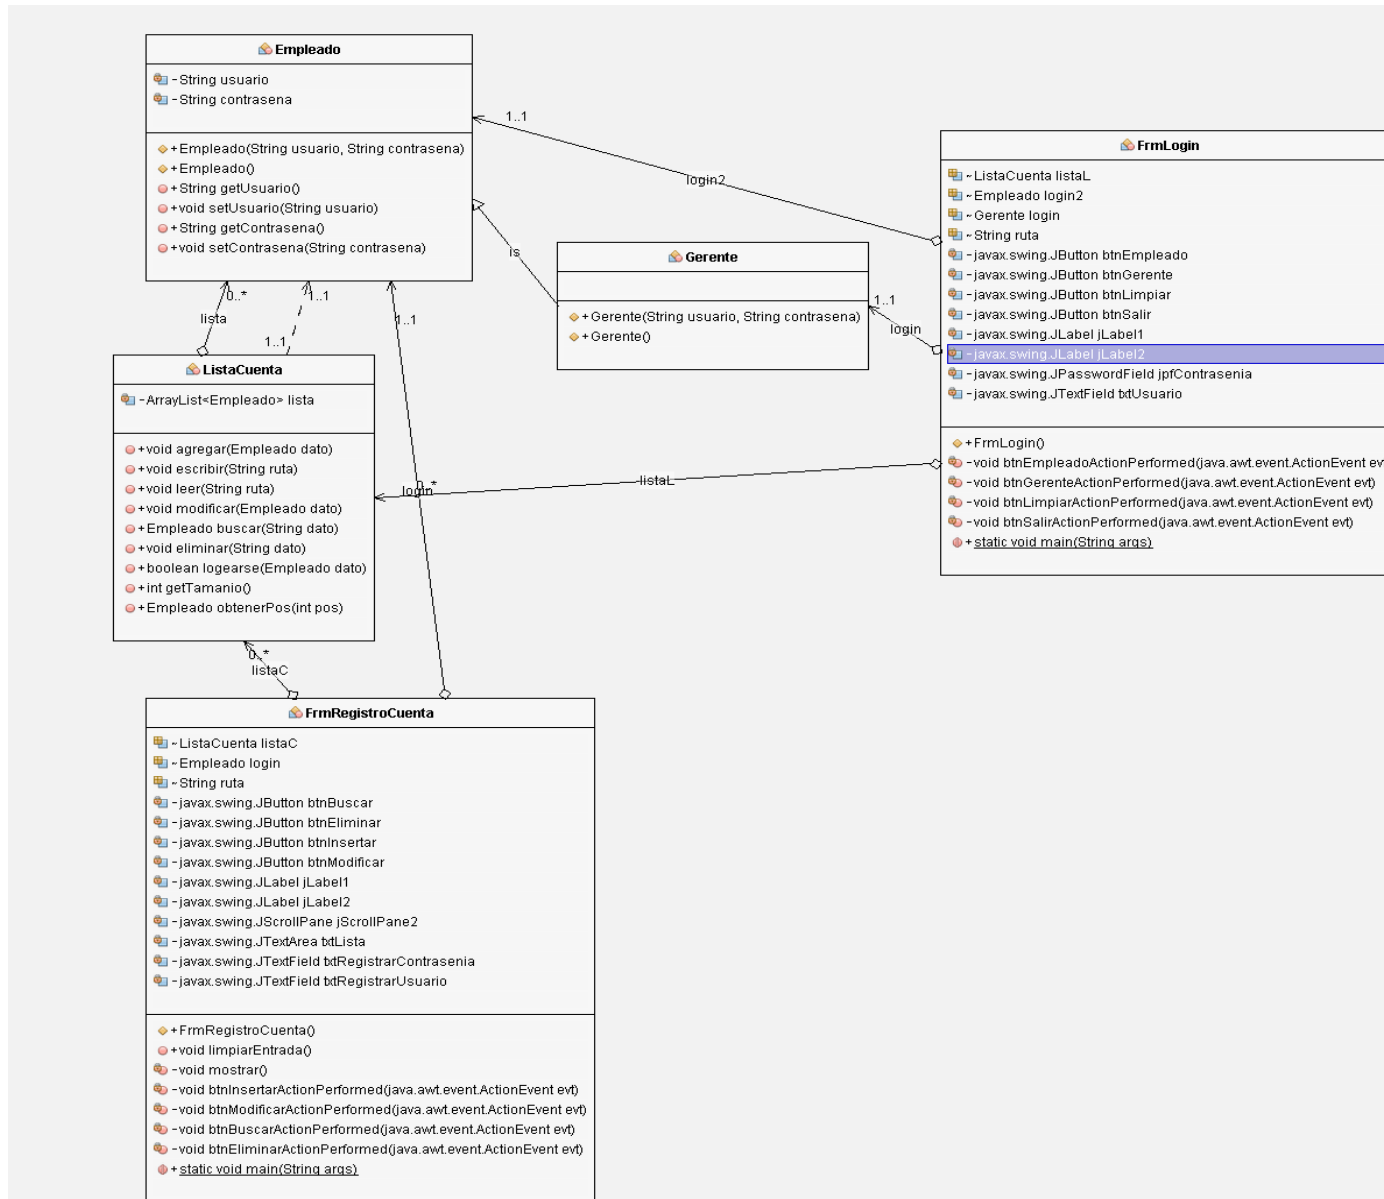 Empleado
-String usuario
-String contrasena
+Empleado(String usuario, String contrasena)
+Empleado()
+String getUsuario()
+void setUsuario(String usuario)
+String getContrasena()
+void setContrasena(String contrasena)
1..1
login2
is
Gerente
+Gerente(String usuario, String contrasena)
+Gerente()
1..1
login
FrmLogin
~ListaCuenta listaL
~Empleado login2
~Gerente login
~String ruta
-javax.swing.JButton btnEmpleado
-javax.swing.JButton btnGerente
-javax.swing.JButton btnLimpiar
-javax.swing.JButton btnSalir
-javax.swing.JLabel jLabel1
-javax.swing.JLabel jLabel2
-javax.swing.JPasswordField jpfContrasenia
-javax.swing.JTextField txtUsuario
+FrmLogin()
-void btnEmpleadoActionPerformed(java.awt.event.ActionEvent ev
-void btnGerenteActionPerformed(java.awt.event.ActionEvent evt)
-void btnLimpiarActionPerformed(java.awt.event.ActionEvent evt)
-void btnSalirActionPerformed(java.awt.event.ActionEvent evt)
+static void main(String args)
0..*
1..1
1..1
lista
1..1
ListaCuenta
-ArrayList<Empleado> lista
+void agregar(Empleado dato)
+void escribir(String ruta)
+void leer(String ruta)
+void modificar(Empleado dato)
+Empleado buscar(String dato)
+void eliminar(String dato)
+boolean logearse(Empleado dato)
+int getTamanio()
+Empleado obtenerPos(int pos)
login
0..*
listaL
0..*
listaC
FrmRegistroCuenta
~ListaCuenta listaC
~Empleado login
~String ruta
-javax.swing.JButton btnBuscar
-javax.swing.JButton btnEliminar
-javax.swing.JButton btnInsertar
-javax.swing.JButton btnModificar
-javax.swing.JLabel jLabel1
-javax.swing.JLabel jLabel2
-javax.swing.JScrollPane jScrollPane2
-javax.swing.JTextArea txtLista
-javax.swing.JTextField txtRegistrarContrasenia
-javax.swing.JTextField txtRegistrarUsuario
+FrmRegistroCuenta()
+void limpiarEntrada()
-void mostrar()
-void btnInsertarActionPerformed(java.awt.event.ActionEvent evt)
-void btnModificarActionPerformed(java.awt.event.ActionEvent evt)
-void btnBuscarActionPerformed(java.awt.event.ActionEvent evt)
-void btnEliminarActionPerformed(java.awt.event.ActionEvent evt)
+static void main(String args)